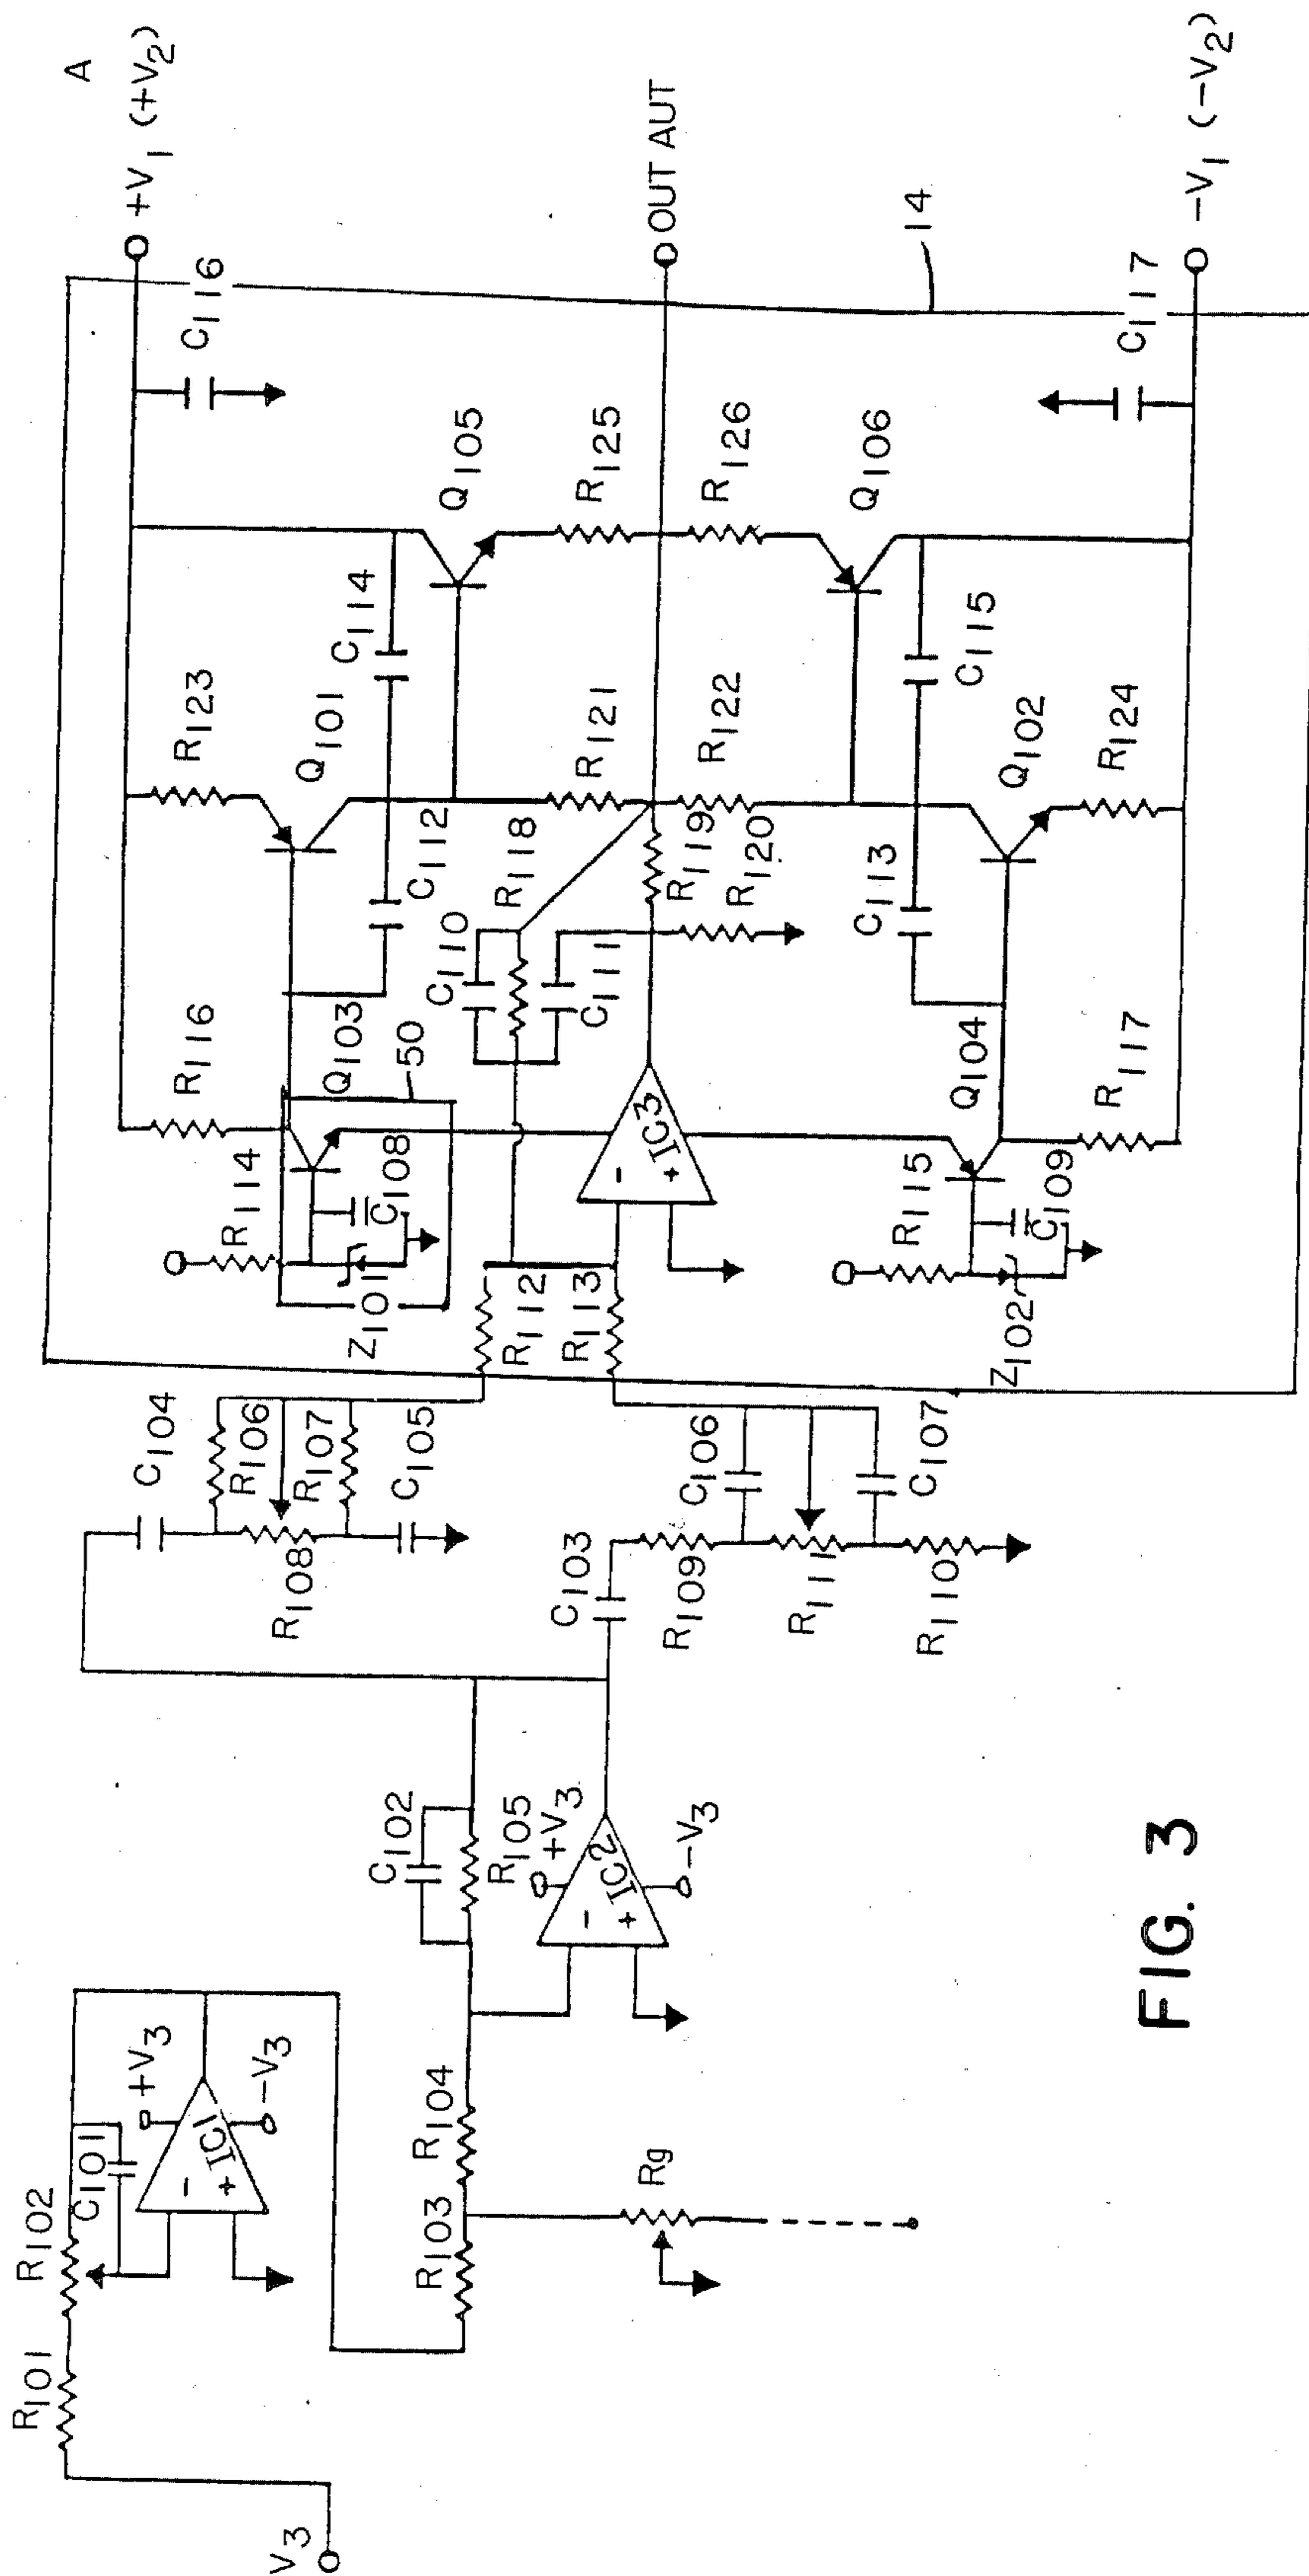 A
+V1 (+V2)
C116
R123
R116
Q101
C114
Q105
Q103
50
R114
C108
Z101
C112
R118
C110
C111
R121
R125
OUT AUT
R119
R120
R122
R126
14
- + IC3
R112
R113
C113
C115
Q106
Q104
Q102
R115
C109
Z102
R117
R124
C117
-V1 (-V2)
C104
R106
R107
R108
C105
C103
C106
R109
R111
C107
R110
C102
R105
+V3
- + IC2
-V3
R101
R102
C101
+V3
- + IC1
-V3
V3
R103
R104
Rg
FIG. 3